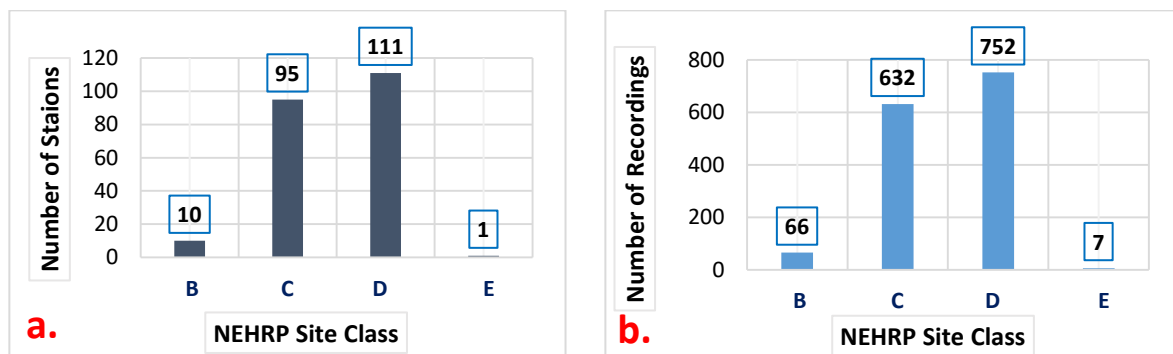 Number of Staions
120
100
80
60
40
20
0
10
95
111
1
B C D E
NEHRP Site Class
a.
Number of Recordings
800
600
400
200
0
66
632
752
7
B C D E
NEHRP Site Class
b.